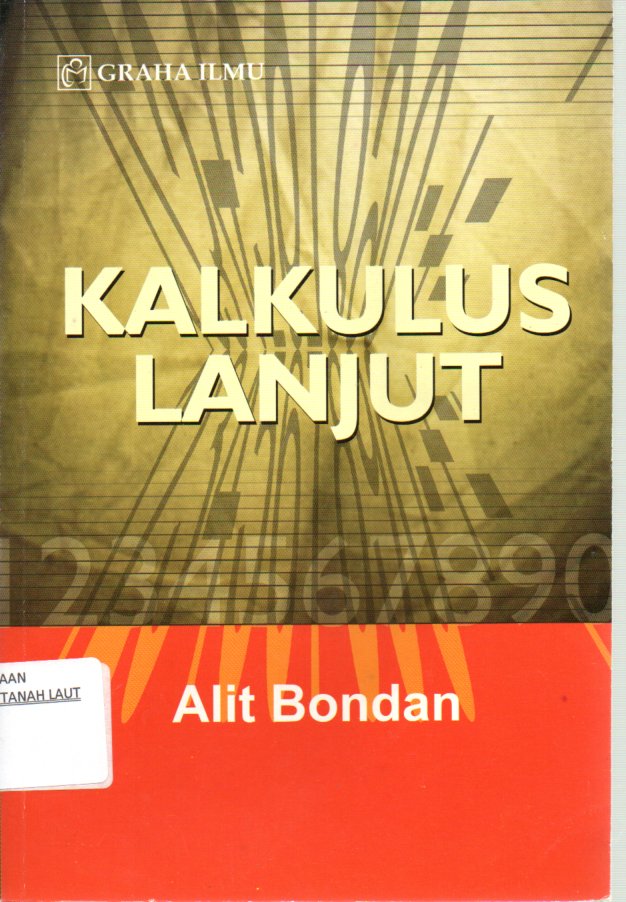 GRAHA ILMU
KALKULUS
LANJUT
1234567890
AAN
TANAH LAUT
Alit Bondan